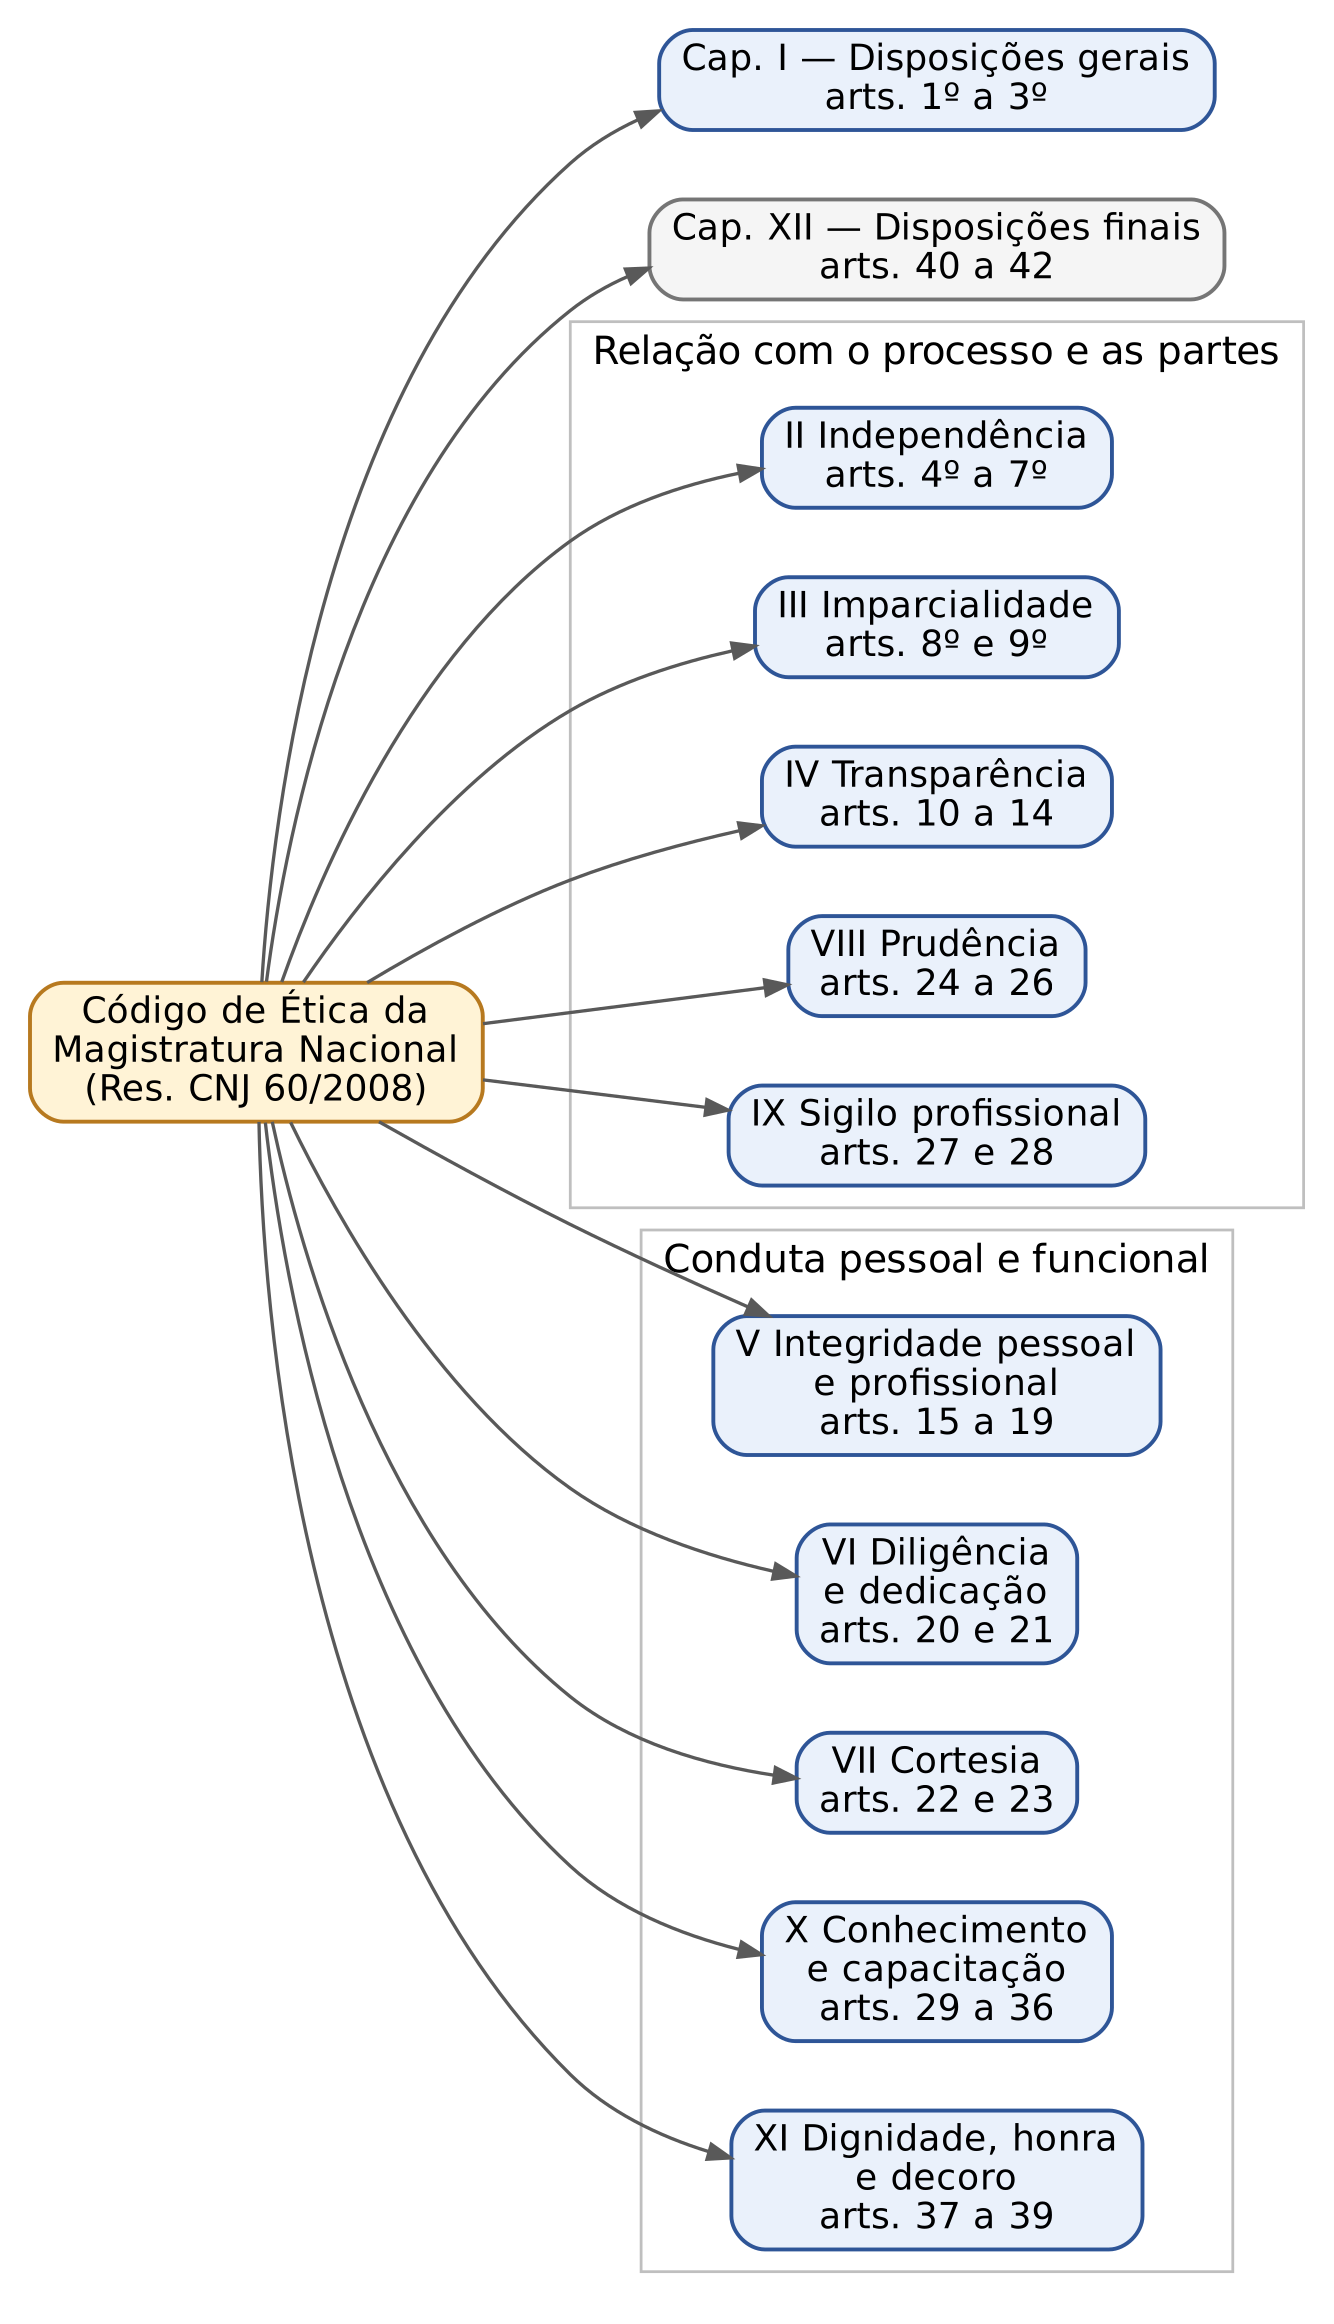 Cap. I — Disposições gerais
arts. 1º a 3º
Cap. XII — Disposições finais
arts. 40 a 42
Relação com o processo e as partes
II Independência
arts. 4º a 7º
III Imparcialidade
arts. 8º e 9º
IV Transparência
arts. 10 a 14
VIII Prudência
arts. 24 a 26
Código de Ética da
Magistratura Nacional
(Res. CNJ 60/2008)
IX Sigilo profissional
arts. 27 e 28
Conduta pessoal e funcional
V Integridade pessoal
e profissional
arts. 15 a 19
VI Diligência
e dedicação
arts. 20 e 21
VII Cortesia
arts. 22 e 23
X Conhecimento
e capacitação
arts. 29 a 36
XI Dignidade, honra
e decoro
arts. 37 a 39